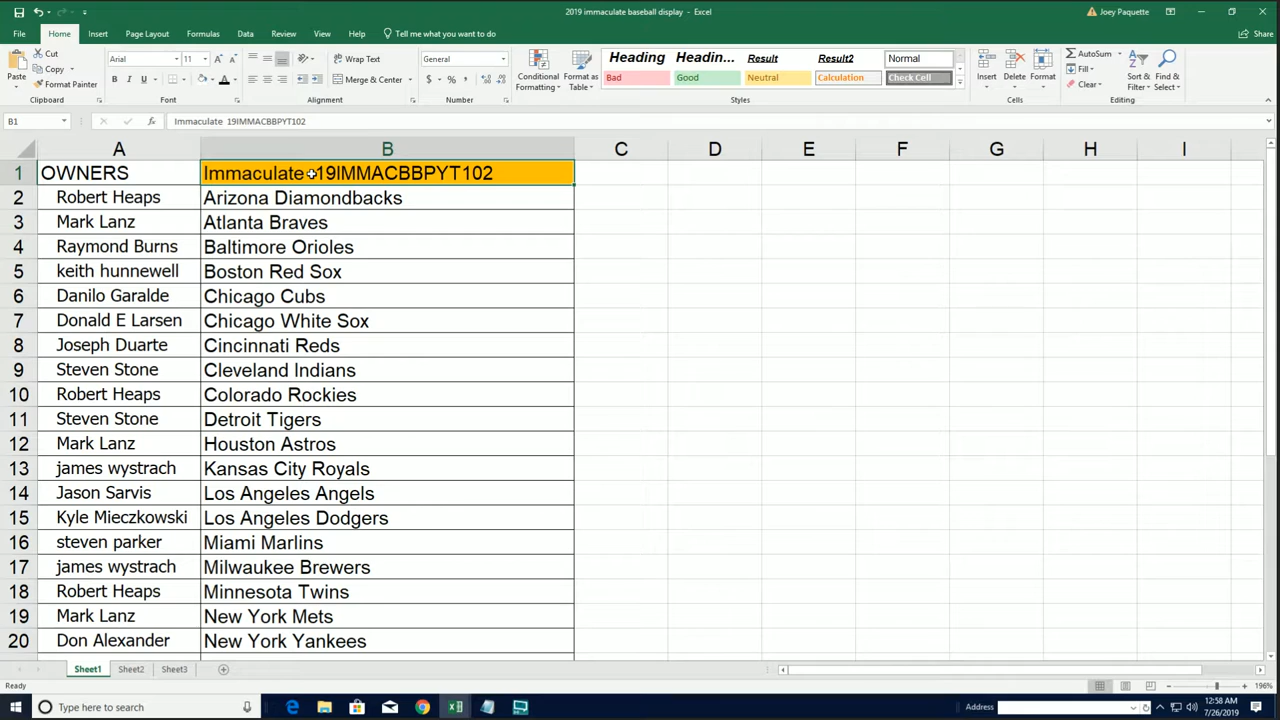 2019 immaculate baseball display - Excel
Joey Paquette
File Home Insert Page Layout Formulas Data Review View Help Tell me what you want to do Share
Paste
Cut
Copy
Format Painter
Clipboard
Arial 11
B I U
Font
Wrap Text
Merge & Center
Alignment
General
$ % ,
Number
Conditional Formatting
Format as Table
Heading Headin... Result Result2 Normal
Bad Good Neutral Calculation Check Cell
Styles
Insert Delete Format
Cells
AutoSum
Fill
Clear
Sort & Filter
Find & Select
Editing
B1 fx Immaculate 19IMMACBBPYT102
A B C D E F G H I
1 OWNERS Immaculate 19IMMACBBPYT102
2 Robert Heaps Arizona Diamondbacks
3 Mark Lanz Atlanta Braves
4 Raymond Burns Baltimore Orioles
5 keith hunnewell Boston Red Sox
6 Danilo Garalde Chicago Cubs
7 Donald E Larsen Chicago White Sox
8 Joseph Duarte Cincinnati Reds
9 Steven Stone Cleveland Indians
10 Robert Heaps Colorado Rockies
11 Steven Stone Detroit Tigers
12 Mark Lanz Houston Astros
13 james wystrach Kansas City Royals
14 Jason Sarvis Los Angeles Angels
15 Kyle Mieczkowski Los Angeles Dodgers
16 steven parker Miami Marlins
17 james wystrach Milwaukee Brewers
18 Robert Heaps Minnesota Twins
19 Mark Lanz New York Mets
20 Don Alexander New York Yankees
Sheet1 Sheet2 Sheet3
Ready 196%
Type here to search
Address
12:58 AM
7/26/2019